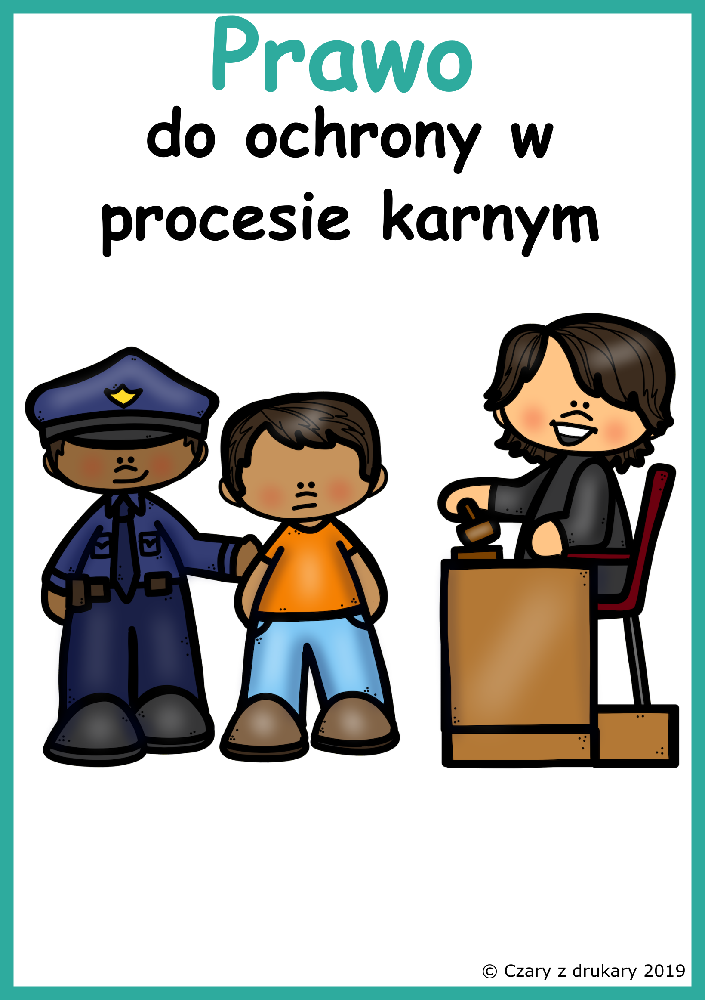 Prawo
do ochrony w
procesie karnym
© Czary z drukary 2019